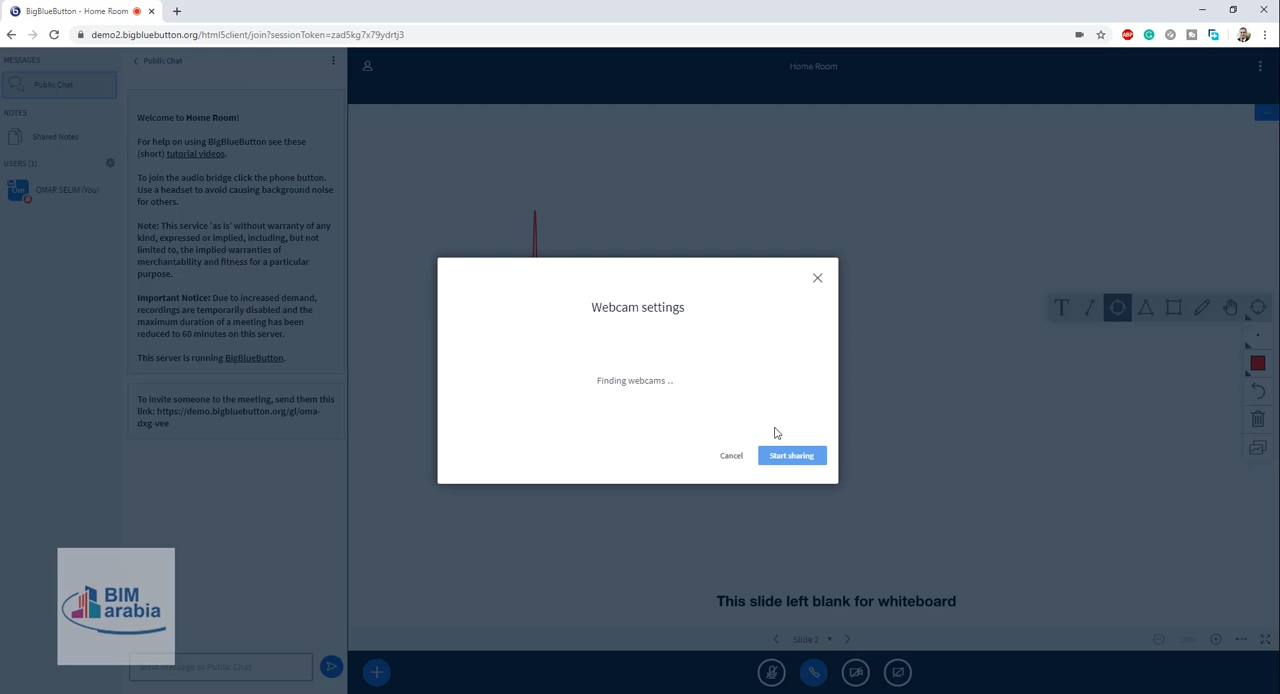 BigBlueButton - Home Room
demo2.bigbluebutton.org/html5client/join?sessionToken=zad5kg7x79ydrtj3
MESSAGES
Public Chat
NOTES
Shared Notes
USERS (1)
OMAR SELIM (You)
Public Chat
Welcome to Home Room!
For help on using BigBlueButton see these
(short) tutorial videos.
To join the audio bridge click the phone button.
Use a headset to avoid causing background noise
for others.
Note: This service 'as is' without warranty of any
kind, expressed or implied, including, but not
limited to, the implied warranties of
merchantability and fitness for a particular
purpose.
Important Notice: Due to increased demand,
recordings are temporarily disabled and the
maximum duration of a meeting has been
reduced to 60 minutes on this server.
This server is running BigBlueButton.
To invite someone to the meeting, send them this
link: https://demo.bigbluebutton.org/gl/oma-
dxg-vee
Send message to Public Chat
BIM
arabia
Home Room
Webcam settings
Finding webcams ..
Cancel
Start sharing
T
This slide left blank for whiteboard
Slide 2